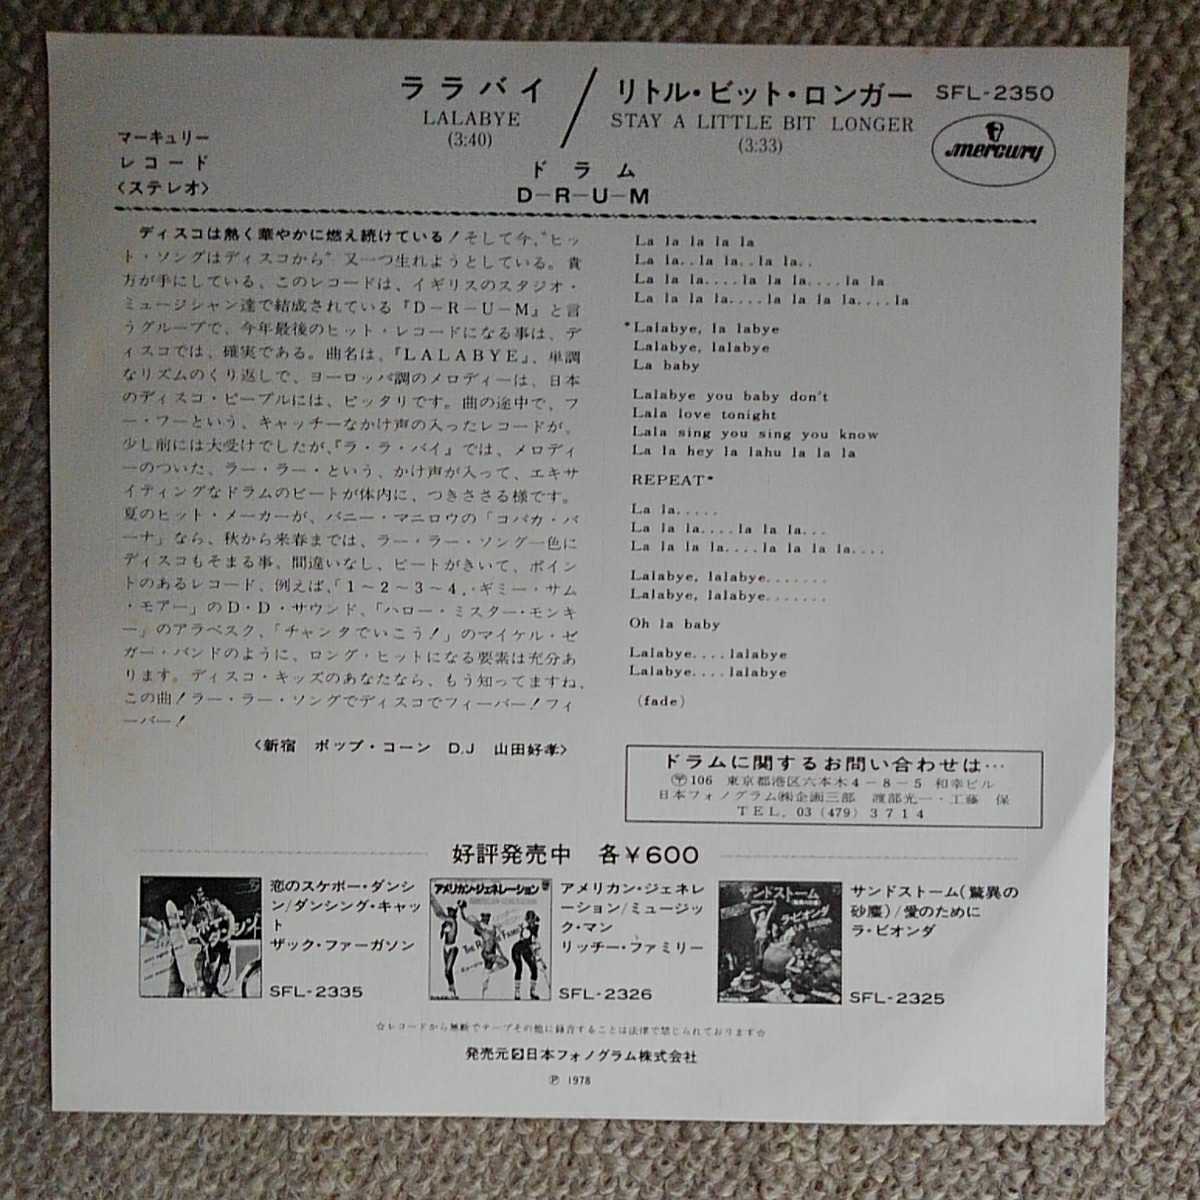 ララバイ
LALABYE
(3:40)
リトル・ビット・ロンガー
STAY A LITTLE BIT LONGER
(3:33)
SFL-2350
mercury
マーキュリー
レコード
〈ステレオ〉
ドラム
D-R-U-M
ディスコは熱く華やかに燃え続けている!そして今、"ヒッ
ト・ソングはディスコから"又一つ生れようとしている。貴
方が手にしている、このレコードは、イギリスのスタジオ・
ミュージシャン達で結成されている『D-R-U-M』と言
うグループで、今年最後のヒット・レコードになる事は、デ
ィスコでは、確実である。曲名は、『LALABYE』、単調
なリズムのくり返しで、ヨーロッパ調のメロディーは、日本
のディスコ・ピープルには、ピッタリです。曲の途中で、フ
ー・フーという、キャッチーなかけ声の入ったレコードが、
少し前には大受けでしたが、『ラ・ラ・バイ』では、メロディ
ーのついた、ラー・ラー・という、かけ声が入って、エキサ
イティングなドラムのビートが体内に、つきささる様です。
夏のヒット・メーカーが、バニー・マニロウの「コパカ・バ
ーナ」なら、秋から来春までは、ラー・ラー・ソング一色に
ディスコもそまる事、間違いなし、ビートがきいて、ポイン
トのあるレコード、例えば、「1～2～3～4,・ギミー・サム
・モアー」のD・D・サウンド、「ハロー・ミスター・モンキ
ー」のアラベスク、「チャンタでいこう!」のマイケル・ゼ
ガー・バンドのように、ロング・ヒットになる要素は充分あ
ります。ディスコ・キッズのあなたなら、もう知ってますね、
この曲!ラー・ラー・ソングでディスコでフィーバー!フィ
ーバー!
〈新宿 ポップ・コーン D.J 山田好孝〉
La la la la la
La la..la la..la la..
La la la....la la la....la la
La la la la....la la la la....la
*Lalabye, la labye
Lalabye, lalabye
La baby
Lalabye you baby don't
Lala love tonight
Lala sing you sing you know
La la hey la lahu la la la
REPEAT*
La la.....
La la la....la la la...
La la la la....la la la la....
Lalabye, lalabye.......
Lalabye, lalabye.......
Oh la baby
Lalabye....lalabye
Lalabye....lalabye
(fade)
ドラムに関するお問い合わせは…
〒106 東京都港区六本木4-8-5 和幸ビル
日本フォノグラム㈱企画三部 渡部光一・工藤 保
TEL. 03 (479) 3714
好評発売中 各¥600
恋のスケボー・ダンシ
ン/ダンシング・キャッ
ト
ザック・ファーガソン
SFL-2335
アメリカン・ジェネレーション
アメリカン・ジェネレ
ーション/ミュージッ
ク・マン
リッチー・ファミリー
SFL-2326
サンドストーム
ラ・ビオンダ
サンドストーム(驚異の
砂塵)/愛のために
ラ・ビオンダ
SFL-2325
☆レコードから無断でテープその他に録音することは法律で禁じられております☆
発売元 日本フォノグラム株式会社
Ⓟ 1978